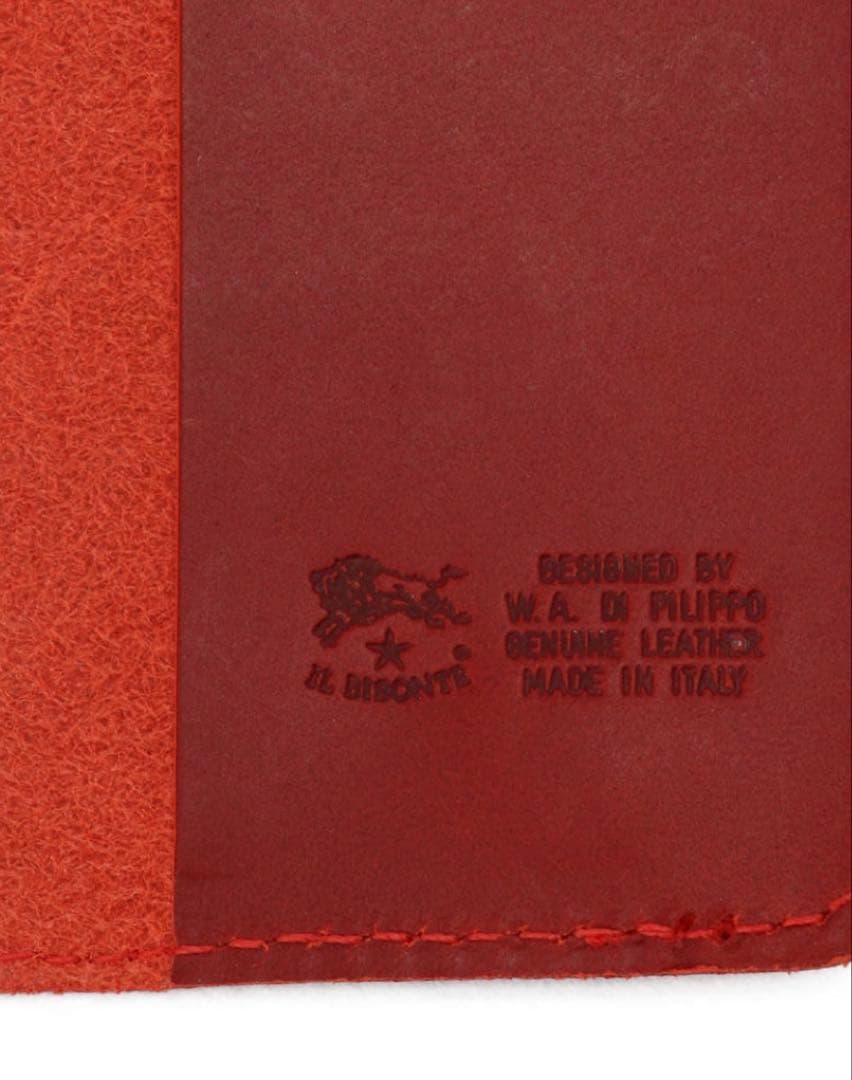 IL BISONTE
DESIGNED BY
W.A. DI FILIPPO
GENUINE LEATHER
MADE IN ITALY